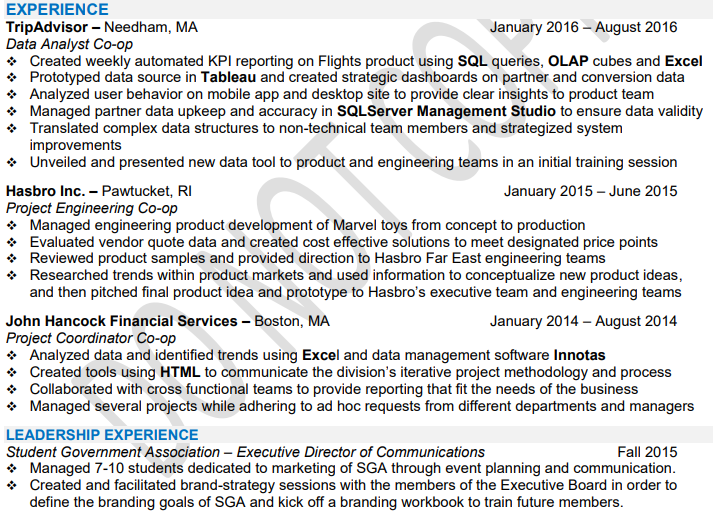 EXPERIENCE
TripAdvisor – Needham, MA January 2016 – August 2016
Data Analyst Co-op
❖ Created weekly automated KPI reporting on Flights product using SQL queries, OLAP cubes and Excel
❖ Prototyped data source in Tableau and created strategic dashboards on partner and conversion data
❖ Analyzed user behavior on mobile app and desktop site to provide clear insights to product team
❖ Managed partner data upkeep and accuracy in SQLServer Management Studio to ensure data validity
❖ Translated complex data structures to non-technical team members and strategized system
improvements
❖ Unveiled and presented new data tool to product and engineering teams in an initial training session
Hasbro Inc. – Pawtucket, RI January 2015 – June 2015
Project Engineering Co-op
❖ Managed engineering product development of Marvel toys from concept to production
❖ Evaluated vendor quote data and created cost effective solutions to meet designated price points
❖ Reviewed product samples and provided direction to Hasbro Far East engineering teams
❖ Researched trends within product markets and used information to conceptualize new product ideas,
and then pitched final product idea and prototype to Hasbro's executive team and engineering teams
John Hancock Financial Services – Boston, MA January 2014 – August 2014
Project Coordinator Co-op
❖ Analyzed data and identified trends using Excel and data management software Innotas
❖ Created tools using HTML to communicate the division's iterative project methodology and process
❖ Collaborated with cross functional teams to provide reporting that fit the needs of the business
❖ Managed several projects while adhering to ad hoc requests from different departments and managers
LEADERSHIP EXPERIENCE
Student Government Association – Executive Director of Communications Fall 2015
❖ Managed 7-10 students dedicated to marketing of SGA through event planning and communication.
❖ Created and facilitated brand-strategy sessions with the members of the Executive Board in order to
define the branding goals of SGA and kick off a branding workbook to train future members.
DO NOT COP